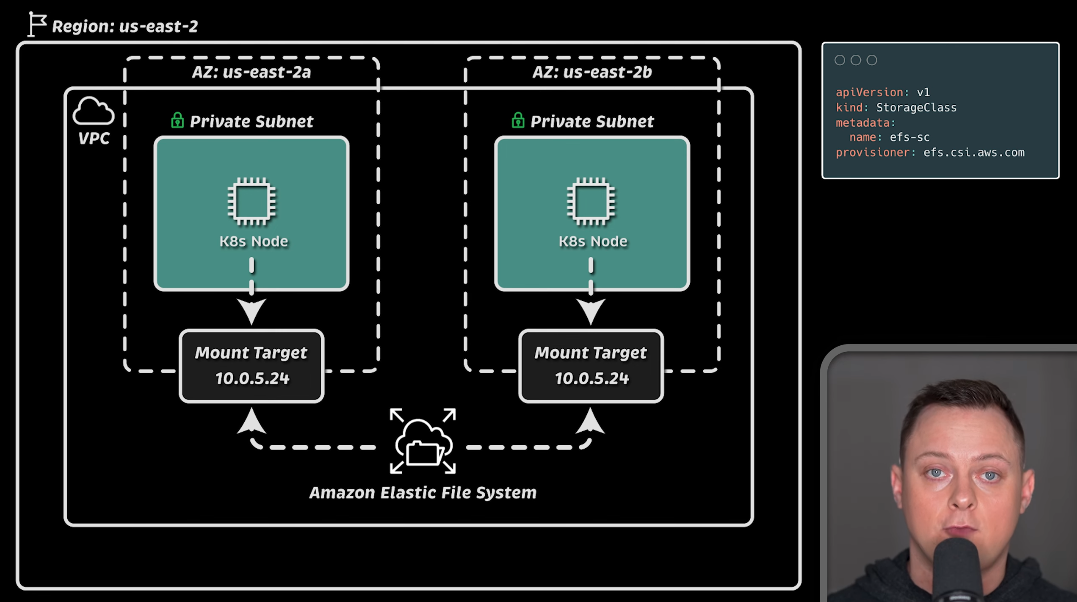 Region: us-east-2
AZ: us-east-2a
AZ: us-east-2b
VPC
Private Subnet
Private Subnet
K8s Node
K8s Node
Mount Target
10.0.5.24
Mount Target
10.0.5.24
Amazon Elastic File System
apiVersion: v1
kind: StorageClass
metadata:
  name: efs-sc
provisioner: efs.csi.aws.com